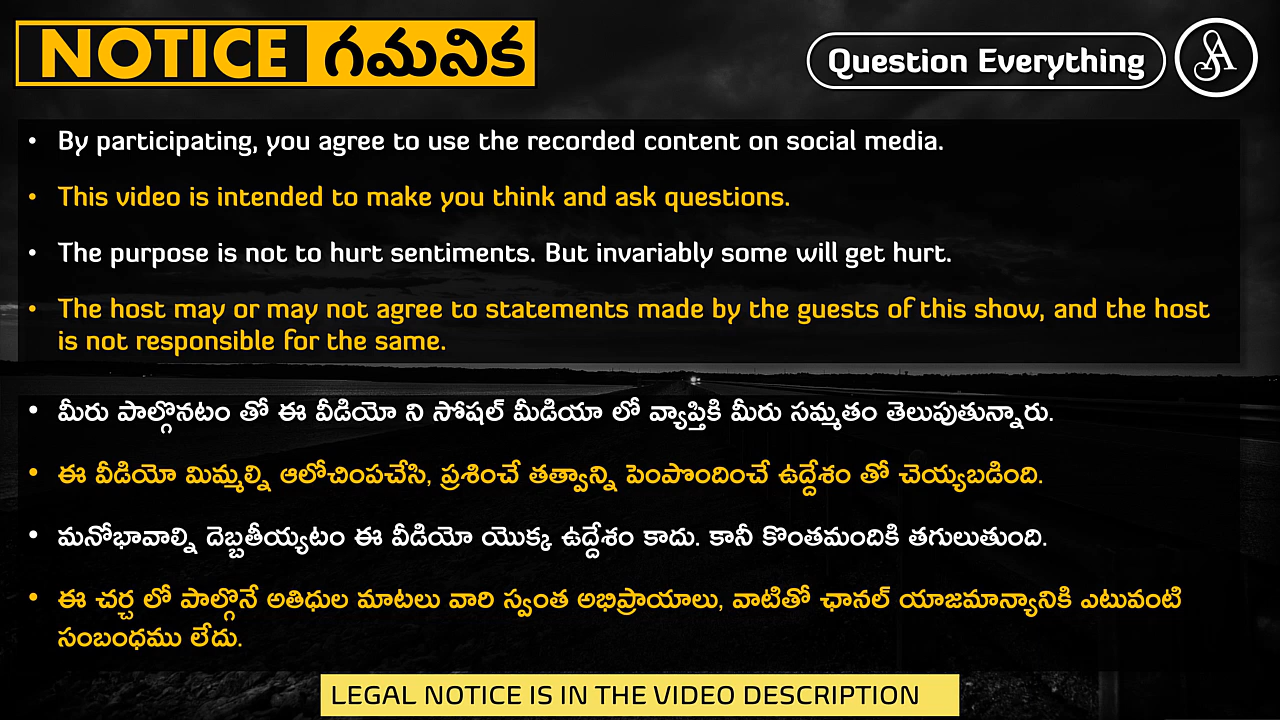 NOTICE గమనిక
Question Everything
• By participating, you agree to use the recorded content on social media.
• This video is intended to make you think and ask questions.
• The purpose is not to hurt sentiments. But invariably some will get hurt.
• The host may or may not agree to statements made by the guests of this show, and the host
is not responsible for the same.
• మీరు పాల్గొనటం తో ఈ వీడియో ని సోషల్ మీడియా లో వ్యాప్తికి మీరు సమ్మతం తెలుపుతున్నారు.
• ఈ వీడియో మిమ్మల్ని ఆలోచింపచేసి, ప్రశించే తత్వాన్ని పెంపొందించే ఉద్దేశం తో చెయ్యబడింది.
• మనోభావాల్ని దెబ్బతీయ్యటం ఈ వీడియో యొక్క ఉద్దేశం కాదు. కానీ కొంతమందికి తగులుతుంది.
• ఈ చర్చ లో పాల్గొనే అతిధుల మాటలు వారి స్వంత అభిప్రాయాలు, వాటితో ఛానల్ యాజమాన్యానికి ఎటువంటి
సంబంధము లేదు.
LEGAL NOTICE IS IN THE VIDEO DESCRIPTION